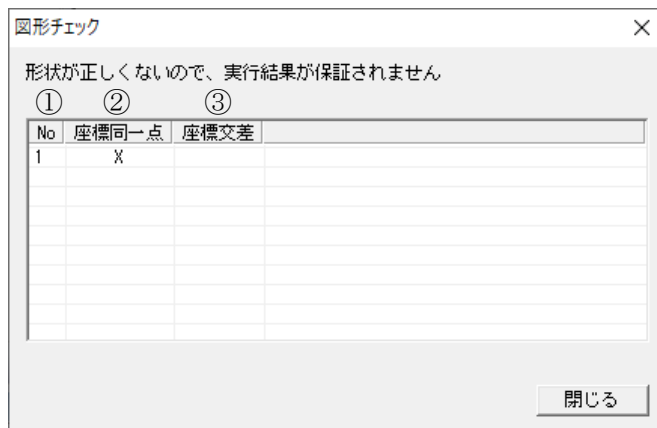 図形チェック
形状が正しくないので、実行結果が保証されません
① ② ③
No 座標同一点 座標交差
1 X
閉じる